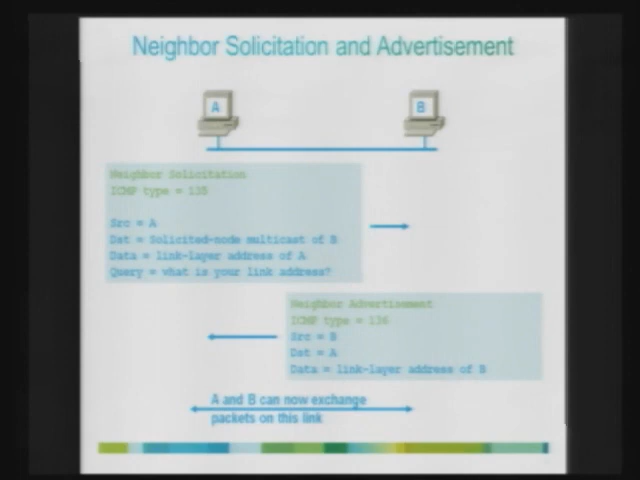 Neighbor Solicitation and Advertisement
A
B
Neighbor Solicitation
ICMP type = 135
Src = A
Dst = Solicited-node multicast of B
Data = link-layer address of A
Query = what is your link address?
Neighbor Advertisement
ICMP type = 136
Src = B
Dst = A
Data = link-layer address of B
A and B can now exchange
packets on this link